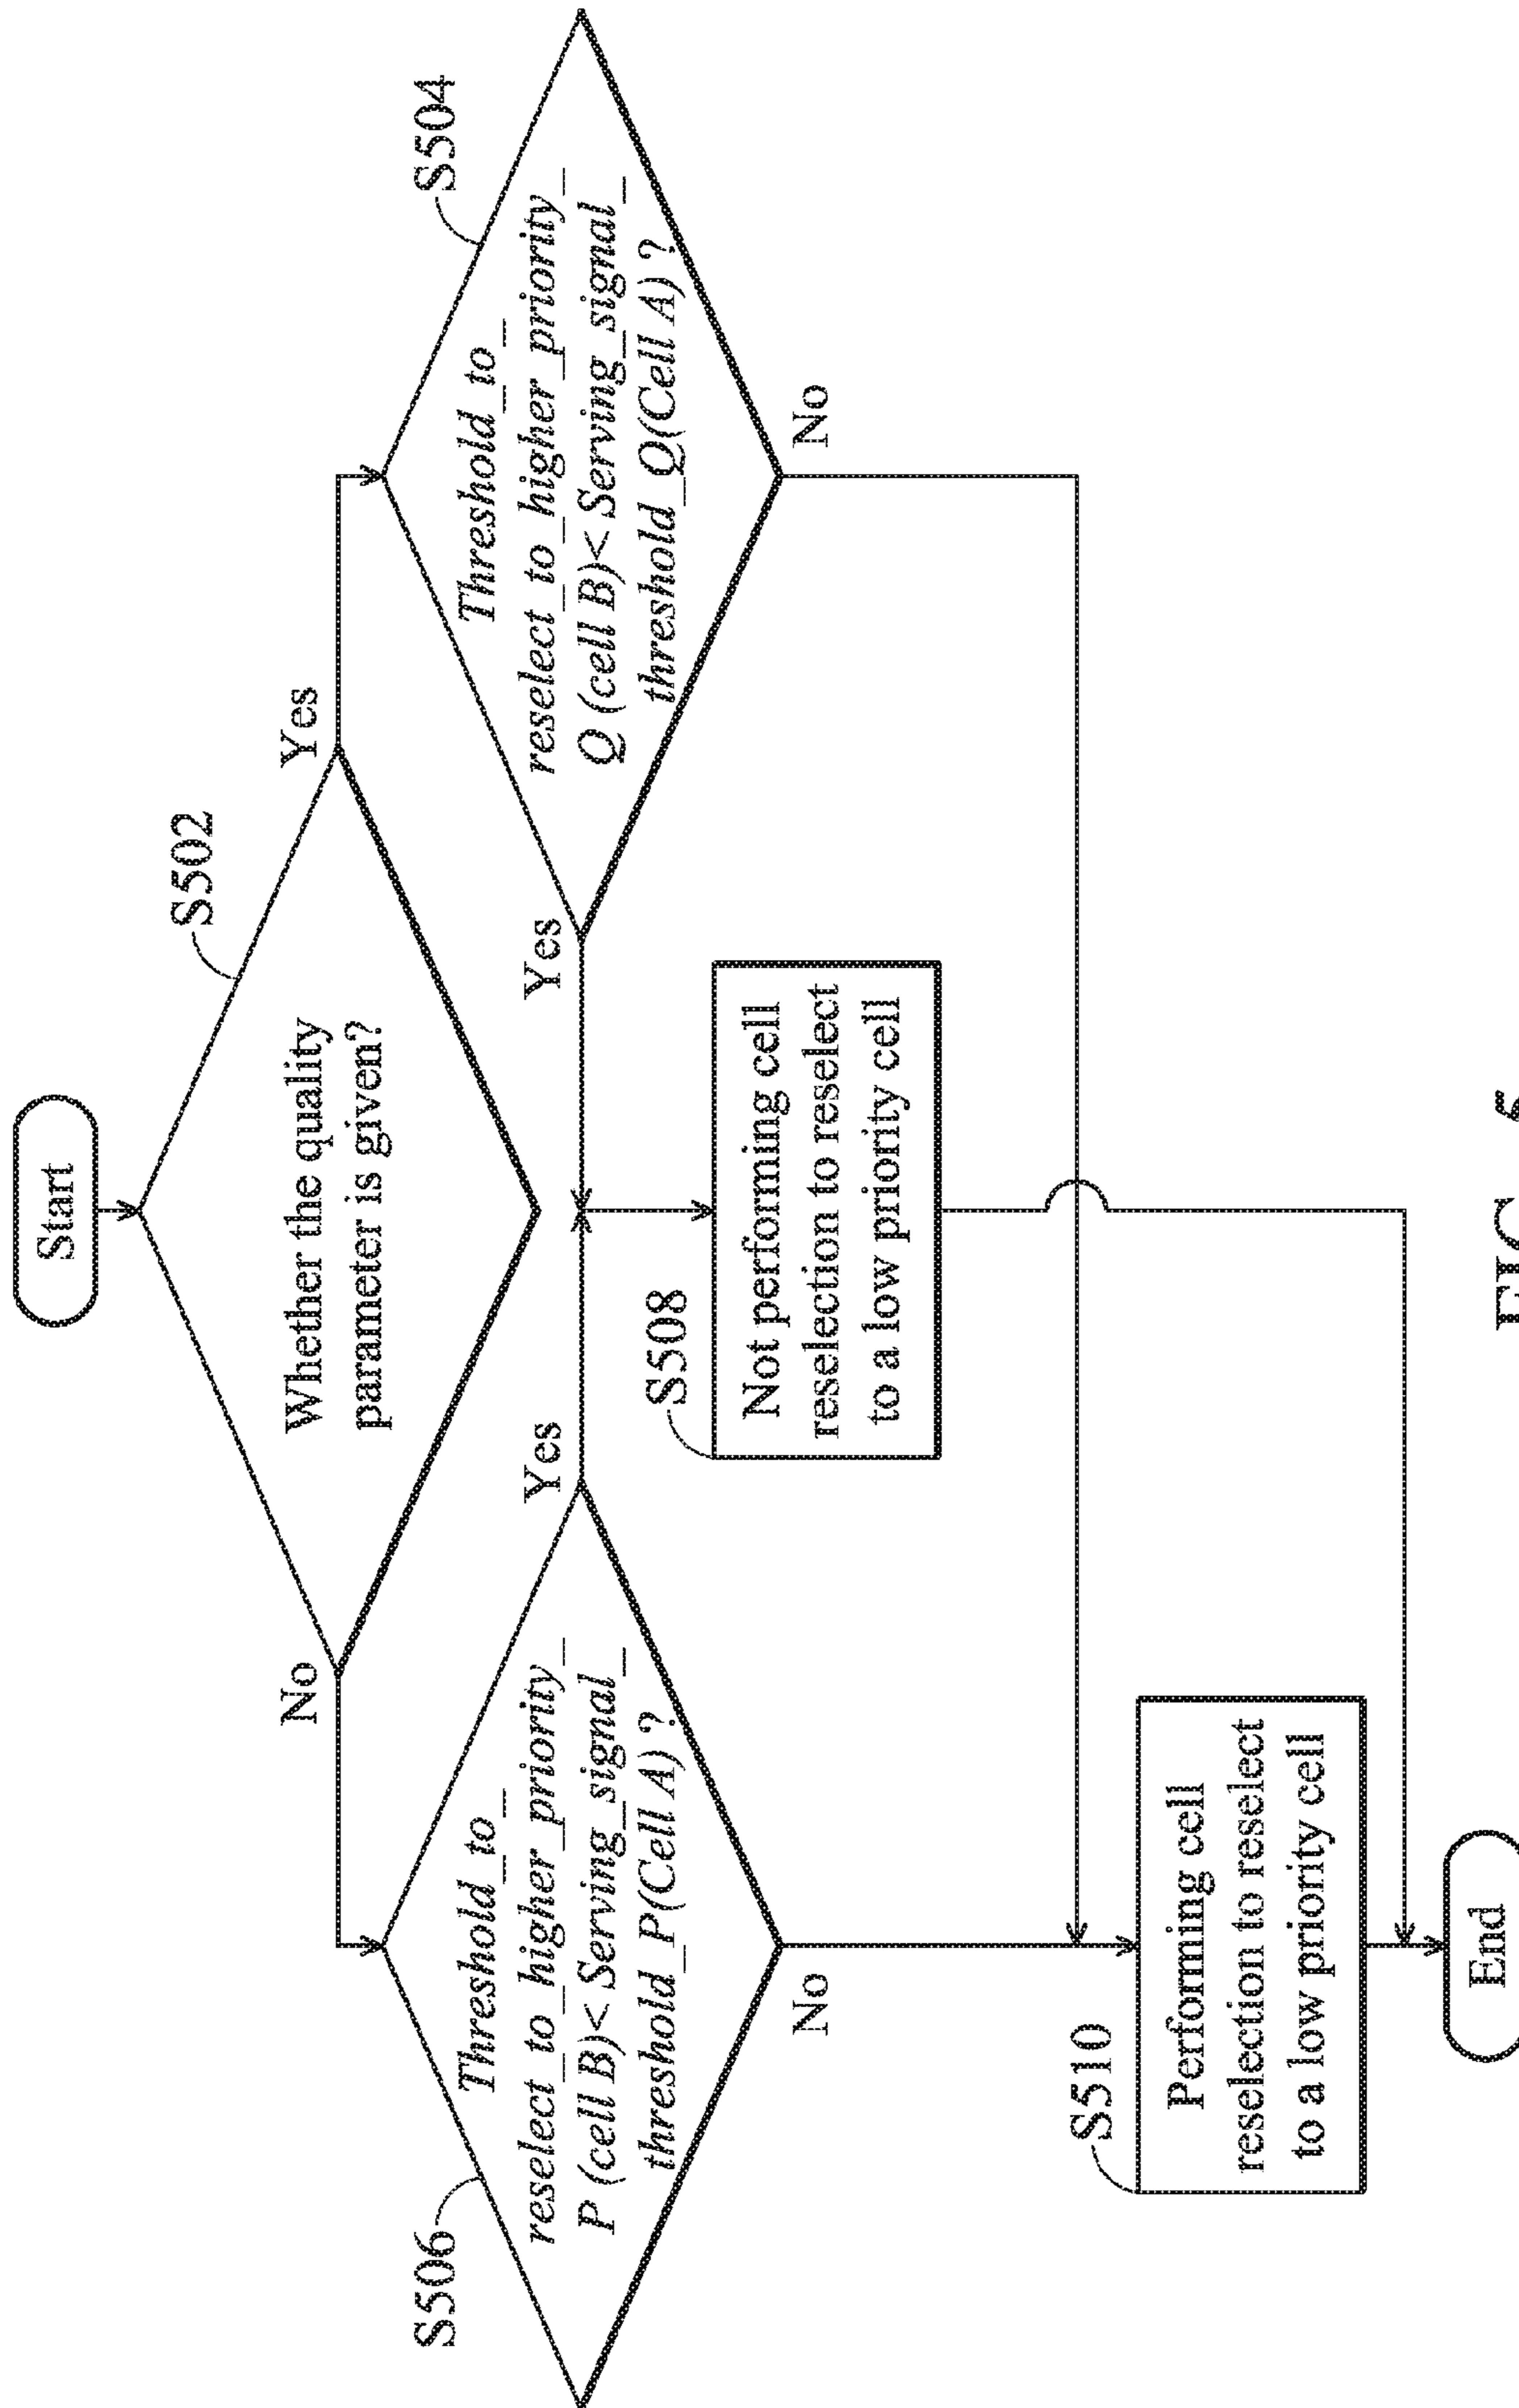 Start
S502
Whether the quality
parameter is given?
No
Yes
S506
Threshold_to_
reselect_to_higher_priority_
P (cell B)< Serving_signal_
threshold_P(Cell A) ?
Yes
No
S504
Threshold_to_
reselect_to_higher_priority_
Q (cell B)< Serving_signal_
threshold_Q(Cell A) ?
Yes
No
S508
Not performing cell
reselection to reselect
to a low priority cell
S510
Performing cell
reselection to reselect
to a low priority cell
End
FIG. 5